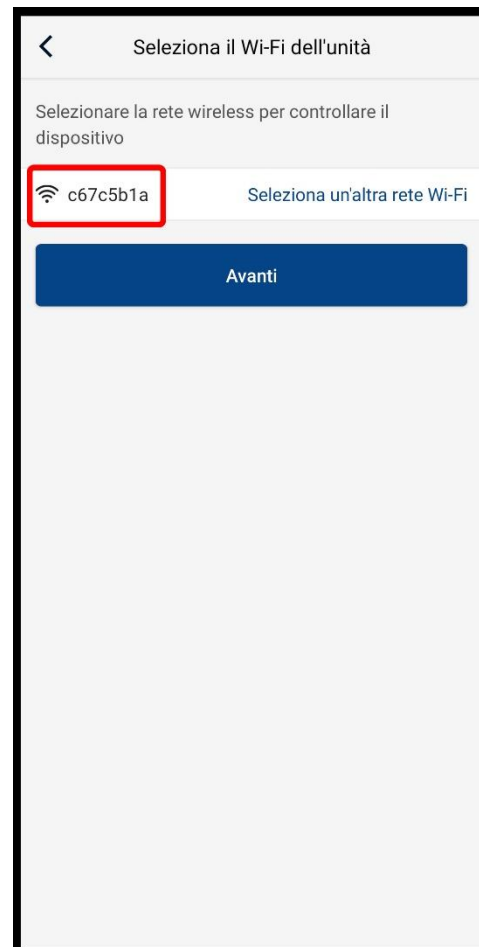 Seleziona il Wi-Fi dell'unità
Selezionare la rete wireless per controllare il
dispositivo
c67c5b1a Seleziona un'altra rete Wi-Fi
Avanti